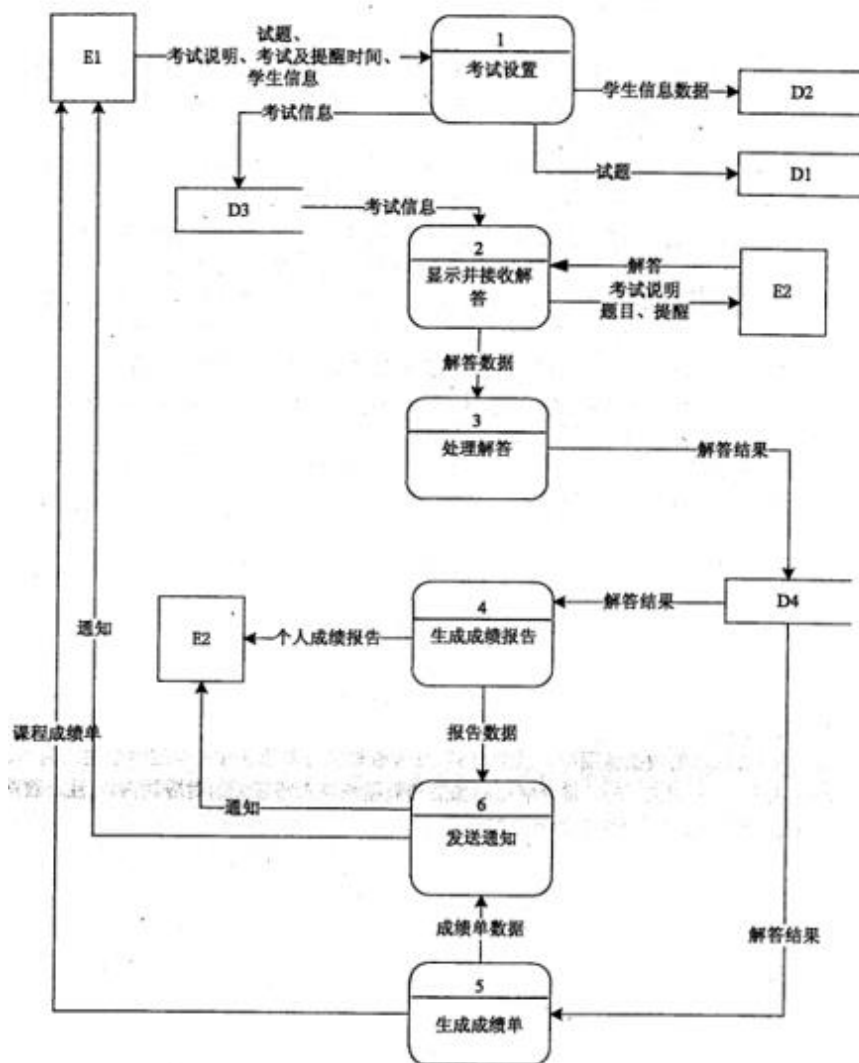 E1
试题、
考试说明、考试及提醒时间、
学生信息
1
考试设置
学生信息数据
D2
考试信息
试题
D1
D3
考试信息
2
显示并接收解
答
解答
考试说明
题目、提醒
E2
解答数据
3
处理解答
解答结果
通知
E2
个人成绩报告
4
生成成绩报告
解答结果
D4
课程成绩单
报告数据
通知
6
发送通知
成绩单数据
解答结果
5
生成成绩单